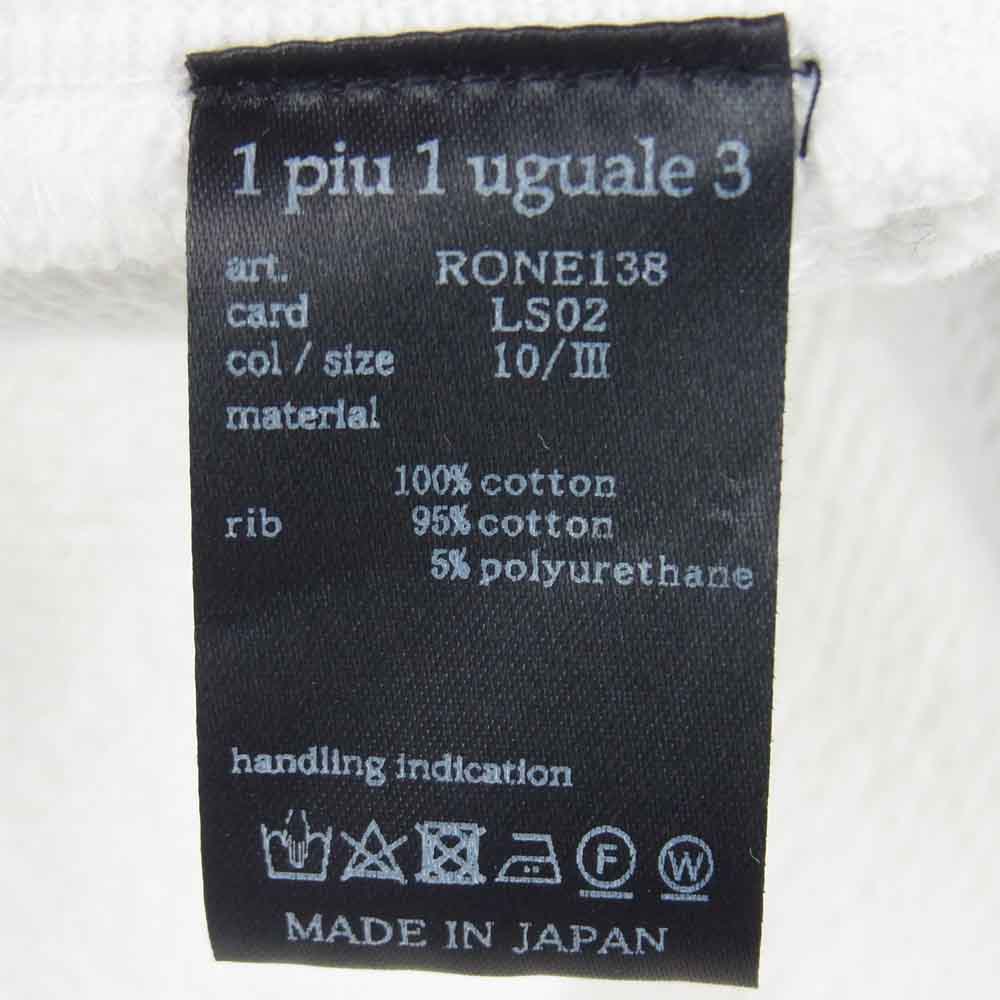 1 piu 1 uguale 3
art. RONE138
card LS02
col / size 10/III
material
100% cotton
rib 95% cotton
5% polyurethane
handling indication
F W
MADE IN JAPAN